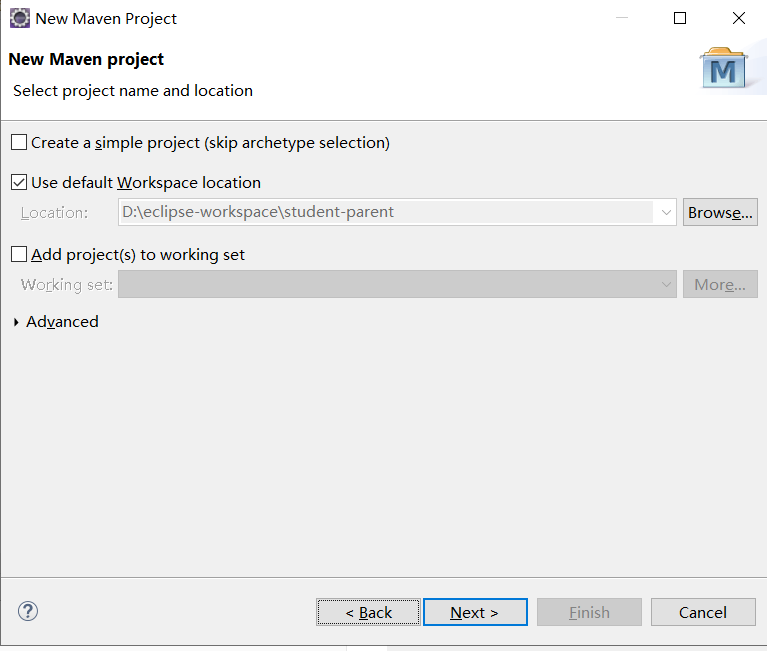 New Maven Project
New Maven project
Select project name and location
M
Create a simple project (skip archetype selection)
Use default Workspace location
Location: D:\eclipse-workspace\student-parent Browse...
Add project(s) to working set
Working set: More...
Advanced
? < Back Next > Finish Cancel